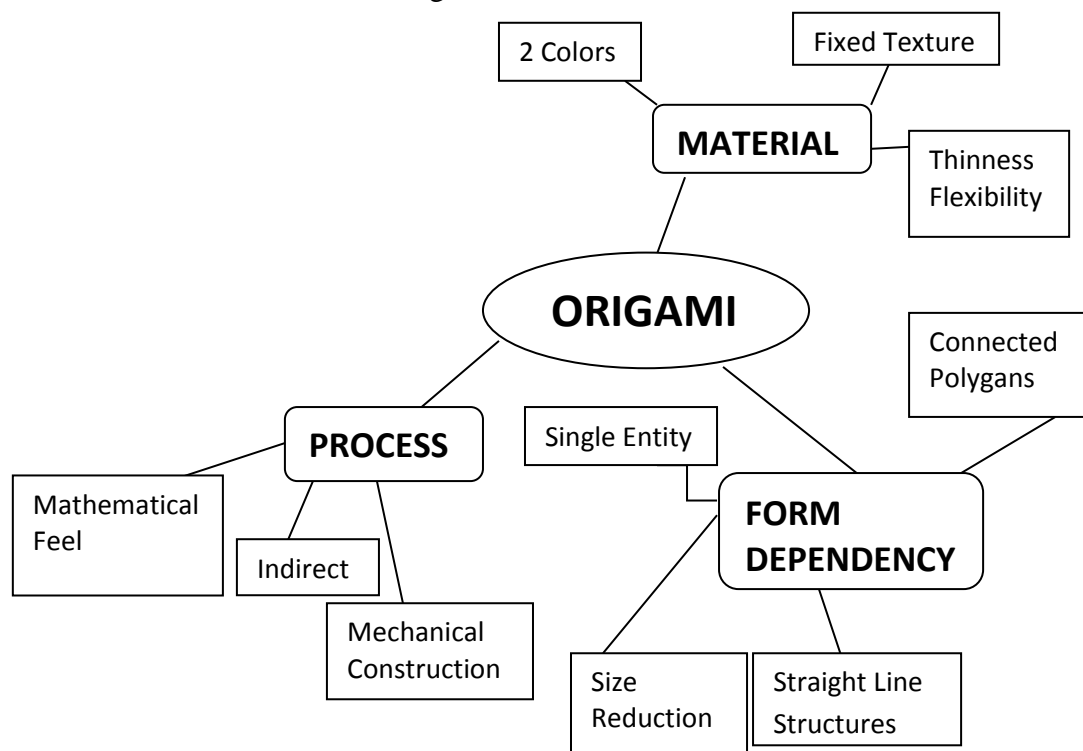 2 Colors
Fixed Texture
MATERIAL
Thinness
Flexibility
ORIGAMI
Connected
Polygans
PROCESS
Single Entity
Mathematical
Feel
Indirect
FORM
DEPENDENCY
Mechanical
Construction
Size
Reduction
Straight Line
Structures